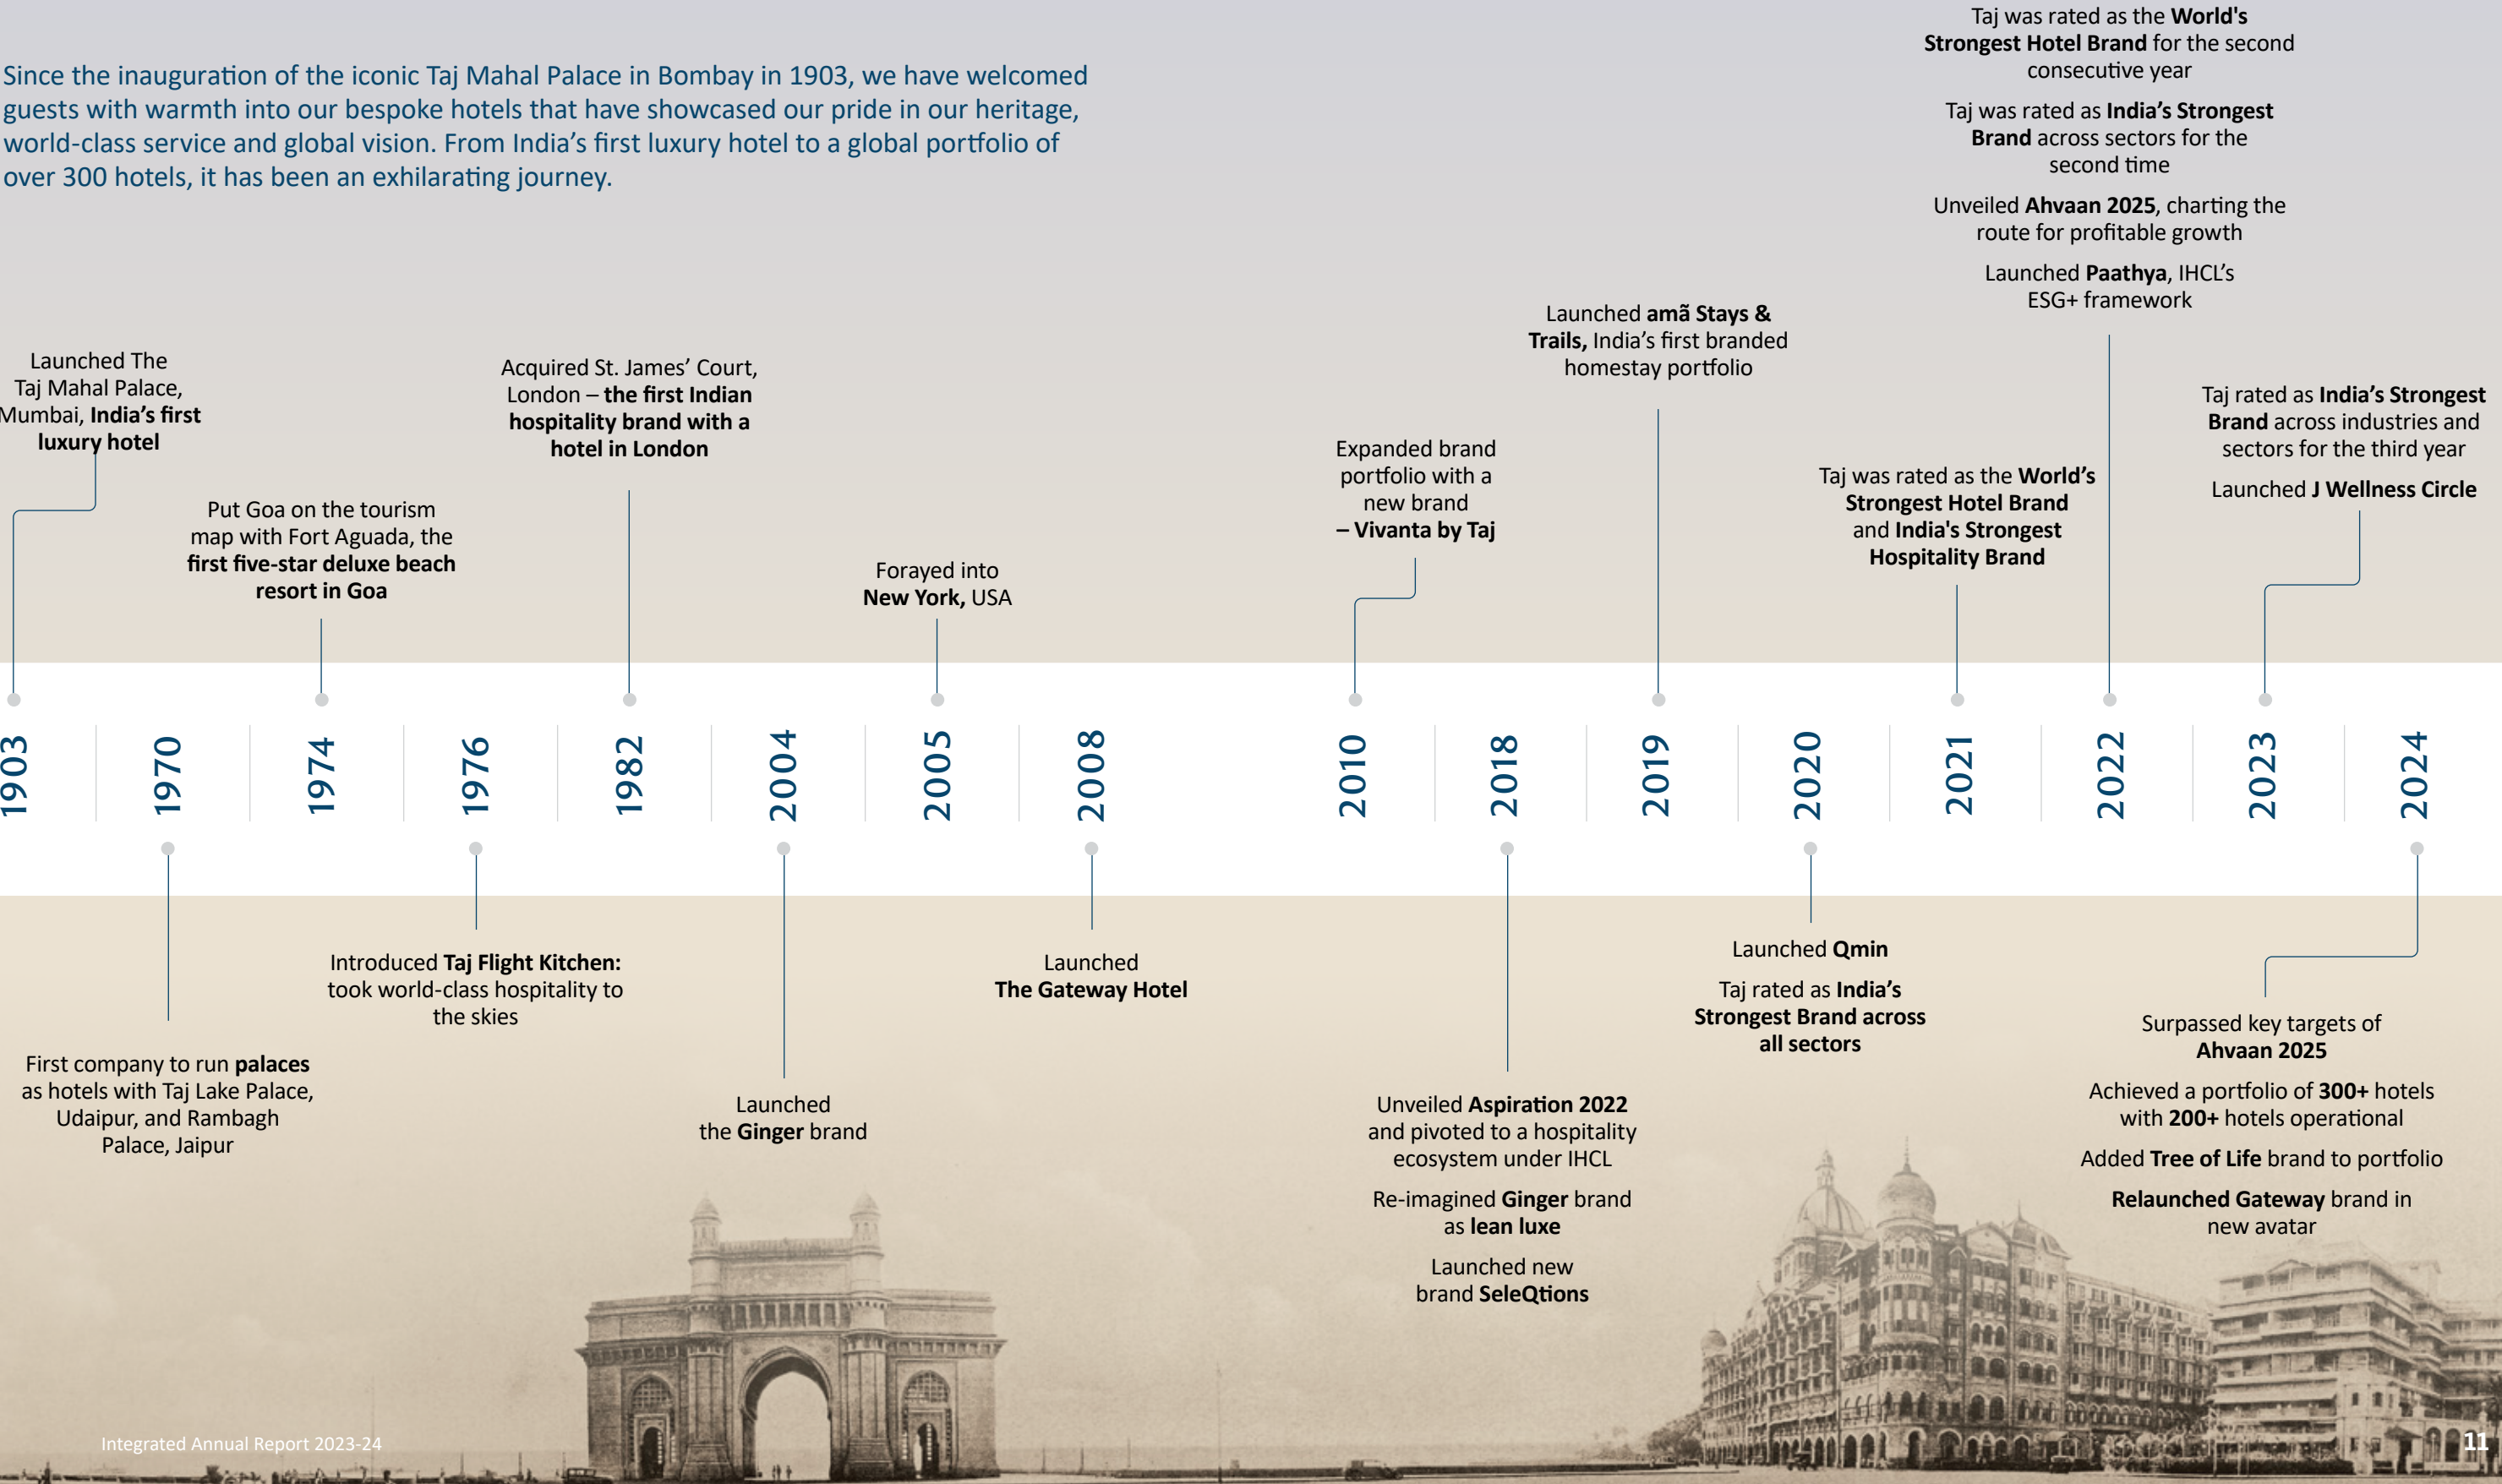 Since the inauguration of the iconic Taj Mahal Palace in Bombay in 1903, we have welcomed
guests with warmth into our bespoke hotels that have showcased our pride in our heritage,
world-class service and global vision. From India’s first luxury hotel to a global portfolio of
over 300 hotels, it has been an exhilarating journey.
Launched The
Taj Mahal Palace,
Mumbai, India’s first
luxury hotel
Put Goa on the tourism
map with Fort Aguada, the
first five-star deluxe beach
resort in Goa
Acquired St. James’ Court,
London – the first Indian
hospitality brand with a
hotel in London
Forayed into
New York, USA
Expanded brand
portfolio with a
new brand
– Vivanta by Taj
Launched amã Stays &
Trails, India’s first branded
homestay portfolio
Taj was rated as the World’s
Strongest Hotel Brand
and India's Strongest
Hospitality Brand
Taj was rated as the World's
Strongest Hotel Brand for the second
consecutive year
Taj was rated as India’s Strongest
Brand across sectors for the
second time
Unveiled Ahvaan 2025, charting the
route for profitable growth
Launched Paathya, IHCL’s
ESG+ framework
Taj rated as India’s Strongest
Brand across industries and
sectors for the third year
Launched J Wellness Circle
1903
1970
1974
1976
1982
2004
2005
2008
2010
2018
2019
2020
2021
2022
2023
2024
First company to run palaces
as hotels with Taj Lake Palace,
Udaipur, and Rambagh
Palace, Jaipur
Introduced Taj Flight Kitchen:
took world-class hospitality to
the skies
Launched
the Ginger brand
Launched
The Gateway Hotel
Unveiled Aspiration 2022
and pivoted to a hospitality
ecosystem under IHCL
Re-imagined Ginger brand
as lean luxe
Launched new
brand SeleQtions
Launched Qmin
Taj rated as India’s
Strongest Brand across
all sectors
Surpassed key targets of
Ahvaan 2025
Achieved a portfolio of 300+ hotels
with 200+ hotels operational
Added Tree of Life brand to portfolio
Relaunched Gateway brand in
new avatar
Integrated Annual Report 2023-24
11